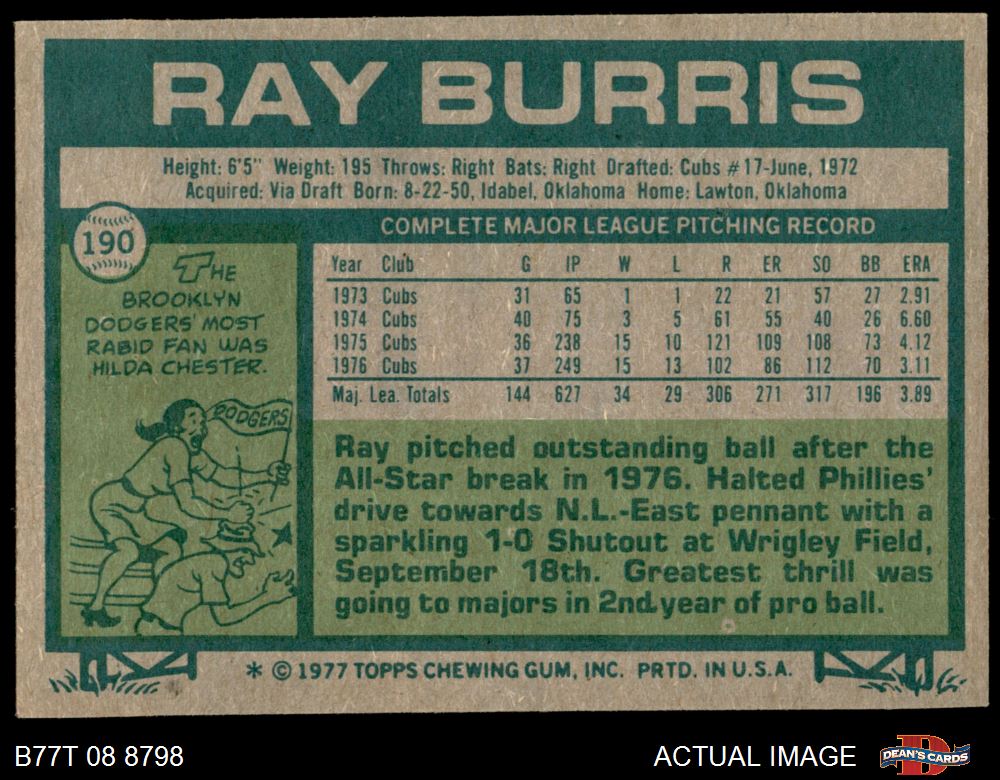 RAY BURRIS
Height: 6'5" Weight: 195 Throws: Right Bats: Right Drafted: Cubs #17-June, 1972
Acquired: Via Draft Born: 8-22-50, Idabel, Oklahoma Home: Lawton, Oklahoma
190
THE
BROOKLYN
DODGERS' MOST
RABID FAN WAS
HILDA CHESTER.
DODGERS
COMPLETE MAJOR LEAGUE PITCHING RECORD
Year Club G IP W L R ER SO BB ERA
1973 Cubs 31 65 1 1 22 21 57 27 2.91
1974 Cubs 40 75 3 5 61 55 40 26 6.60
1975 Cubs 36 238 15 10 121 109 108 73 4.12
1976 Cubs 37 249 15 13 102 86 112 70 3.11
Maj. Lea. Totals 144 627 34 29 306 271 317 196 3.89
Ray pitched outstanding ball after the
All-Star break in 1976. Halted Phillies'
drive towards N.L.-East pennant with a
sparkling 1-0 Shutout at Wrigley Field,
September 18th. Greatest thrill was
going to majors in 2nd year of pro ball.
* © 1977 TOPPS CHEWING GUM, INC. PRTD. IN U.S.A.
B77T 08 8798
ACTUAL IMAGE
D
DEAN'S CARDS